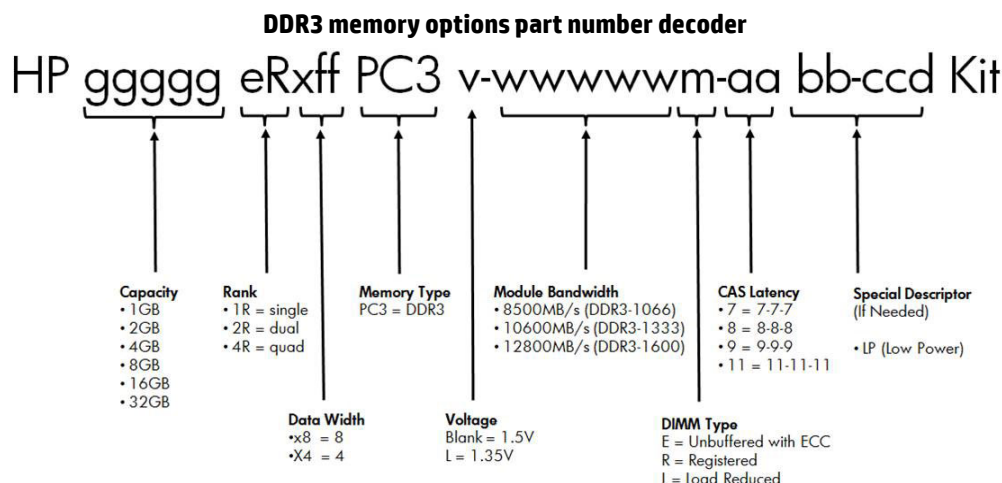 DDR3 memory options part number decoder
HP ggggg eRxff PC3 v-wwwwwm-aa bb-ccd Kit
Capacity
• 1GB
• 2GB
• 4GB
• 8GB
• 16GB
• 32GB
Rank
• 1R = single
• 2R = dual
• 4R = quad
Memory Type
PC3 = DDR3
Module Bandwidth
• 8500MB/s (DDR3-1066)
• 10600MB/s (DDR3-1333)
• 12800MB/s (DDR3-1600)
CAS Latency
• 7 = 7-7-7
• 8 = 8-8-8
• 9 = 9-9-9
• 11 = 11-11-11
Special Descriptor
(If Needed)
• LP (Low Power)
Data Width
•x8 = 8
•X4 = 4
Voltage
Blank = 1.5V
L = 1.35V
DIMM Type
E = Unbuffered with ECC
R = Registered
L = Load Reduced